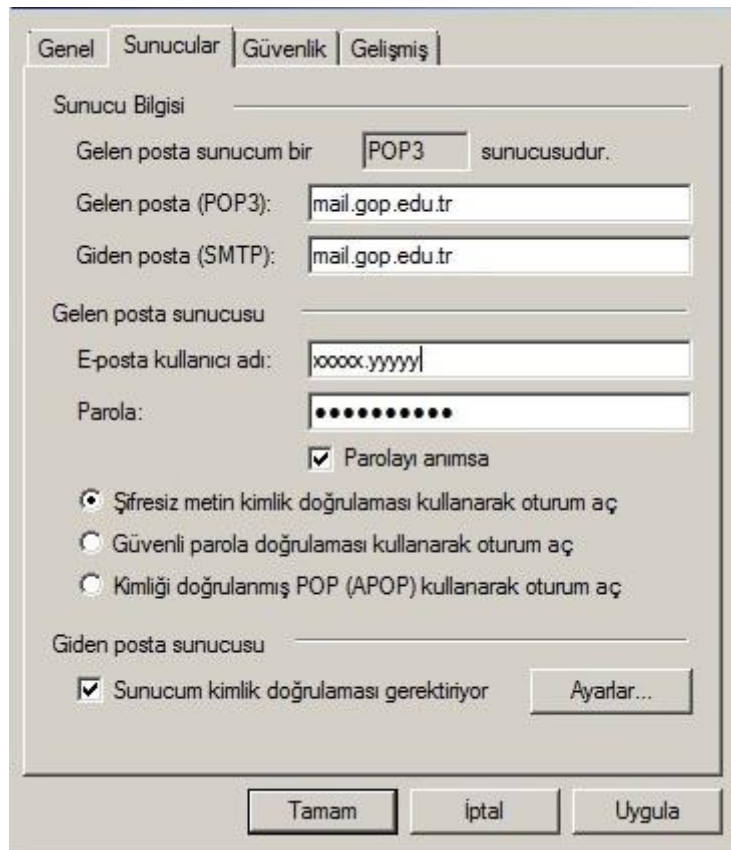 Genel Sunucular Güvenlik Gelişmiş
Sunucu Bilgisi
Gelen posta sunucum bir POP3 sunucusudur.
Gelen posta (POP3): mail.gop.edu.tr
Giden posta (SMTP): mail.gop.edu.tr
Gelen posta sunucusu
E-posta kullanıcı adı: xxxxx.yyyyy
Parola: ●●●●●●●●●●
Parolayı anımsa
Şifresiz metin kimlik doğrulaması kullanarak oturum aç
Güvenli parola doğrulaması kullanarak oturum aç
Kimliği doğrulanmış POP (APOP) kullanarak oturum aç
Giden posta sunucusu
Sunucum kimlik doğrulaması gerektiriyor Ayarlar...
Tamam İptal Uygula